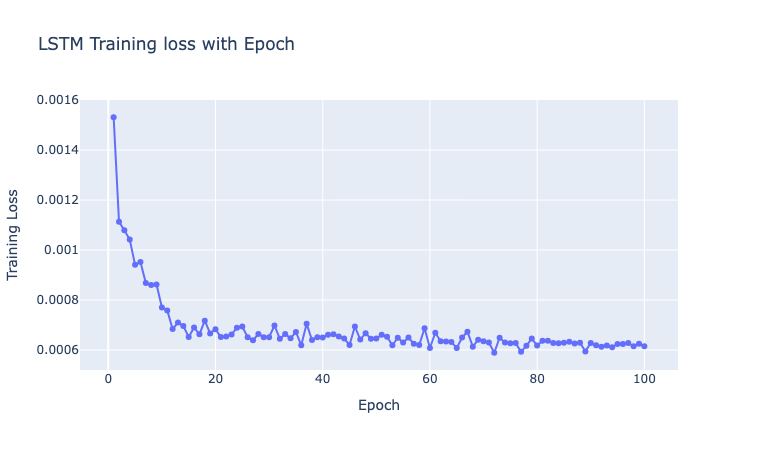 LSTM Training loss with Epoch
0.0016
0.0014
0.0012
0.001
0.0008
0.0006
Training Loss
0 20 40 60 80 100
Epoch